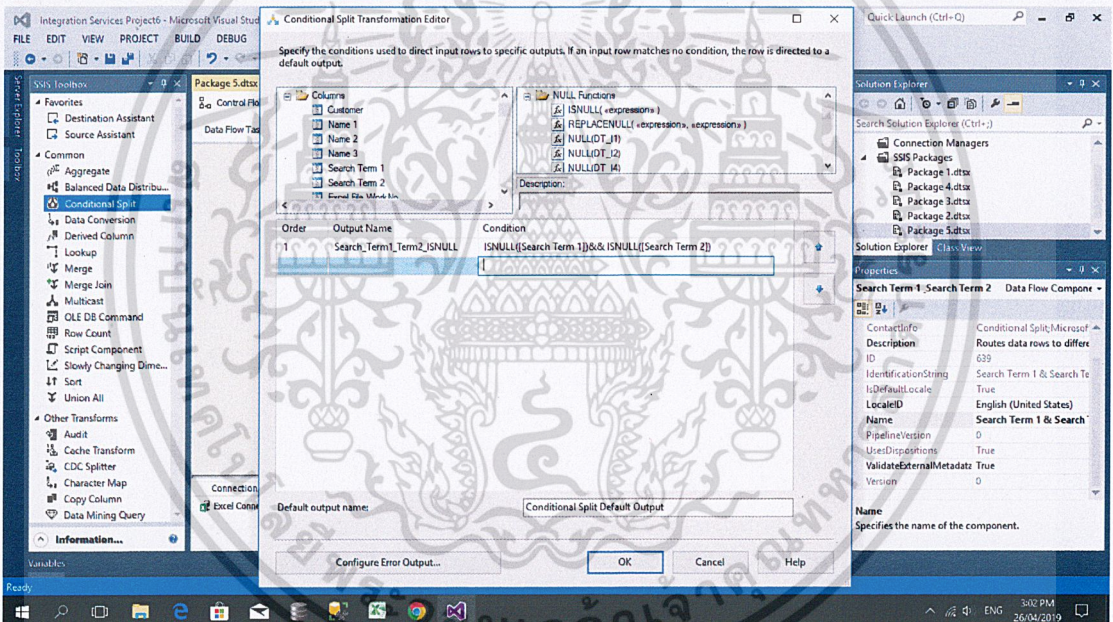 Integration Services Project6 - Microsoft Visual Stud
Quick Launch (Ctrl+Q)
FILE EDIT VIEW PROJECT BUILD DEBUG
Conditional Split Transformation Editor
Specify the conditions used to direct input rows to specific outputs. If an input row matches no condition, the row is directed to a
default output.
Server Explorer
Toolbox
SSIS Toolbox
Favorites
Destination Assistant
Source Assistant
Common
Aggregate
Balanced Data Distribu...
Conditional Split
Data Conversion
Derived Column
Lookup
Merge
Merge Join
Multicast
OLE DB Command
Row Count
Script Component
Slowly Changing Dime...
Sort
Union All
Other Transforms
Audit
Cache Transform
CDC Splitter
Character Map
Copy Column
Data Mining Query
Information...
Package 5.dtsx
Control Flo
Data Flow Tas
Connection
Excel Conne
Columns
Customer
Name 1
Name 2
Name 3
Search Term 1
Search Term 2
Excel File Work No
NULL Functions
ISNULL( «expression» )
REPLACENULL( «expression», «expression» )
NULL(DT_I1)
NULL(DT_I2)
NULL(DT_I4)
Description:
Order Output Name Condition
1 Search_Term1_Term2_ISNULL ISNULL([Search Term 1])&& ISNULL([Search Term 2])
Default output name: Conditional Split Default Output
Configure Error Output... OK Cancel Help
Solution Explorer
Search Solution Explorer (Ctrl+;)
Connection Managers
SSIS Packages
Package 1.dtsx
Package 4.dtsx
Package 3.dtsx
Package 2.dtsx
Package 5.dtsx
Solution Explorer Class View
Properties
Search Term 1 ,Search Term 2 Data Flow Compone
ContactInfo Conditional Split;Microsof
Description Routes data rows to differe
ID 639
IdentificationString Search Term 1 & Search Te
IsDefaultLocale True
LocaleID English (United States)
Name Search Term 1 & Search
PipelineVersion 0
UsesDispositions True
ValidateExternalMetadata True
Version 0
Name
Specifies the name of the component.
Variables
Ready
ENG
3:02 PM
26/04/2019